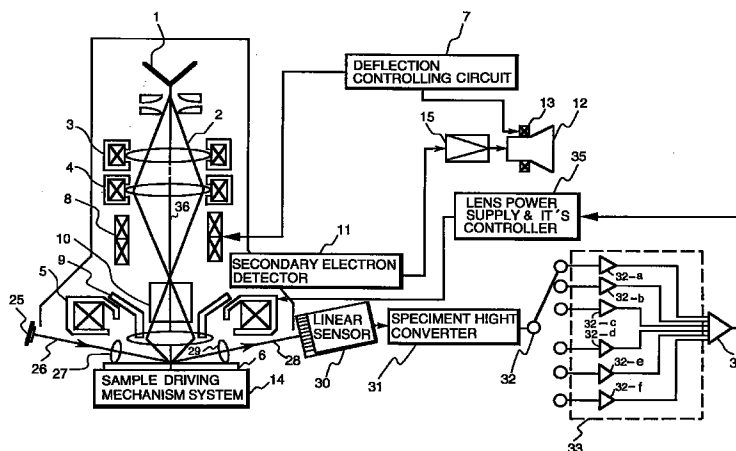 1
7
DEFLECTION
CONTROLLING CIRCUIT
13
12
15
2
3
4
35
LENS POWER
SUPPLY & IT'S
CONTROLLER
36
8
11
10
SECONDARY ELECTRON
DETECTOR
9
5
25
32-a
32-b
32-c
32-d
32-e
32-f
LINEAR
SENSOR
SPECIMENT HIGHT
CONVERTER
26
27
29
6
28
30
31
32
33
SAMPLE DRIVING
MECHANISM SYSTEM
14